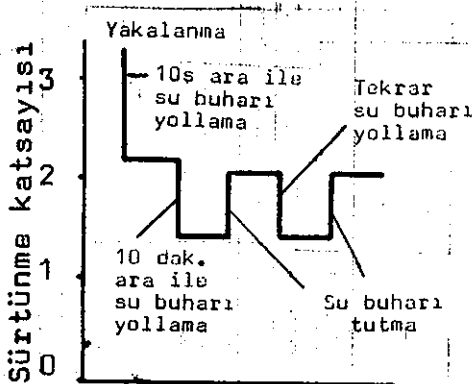 Yakalanma
10s ara ile
su buharı
yollama
Tekrar
su buharı
yollama
10 dak.
ara ile
su buharı
yollama
Su buharı
tutma
Sürtünme katsayısı
3
2
1
0